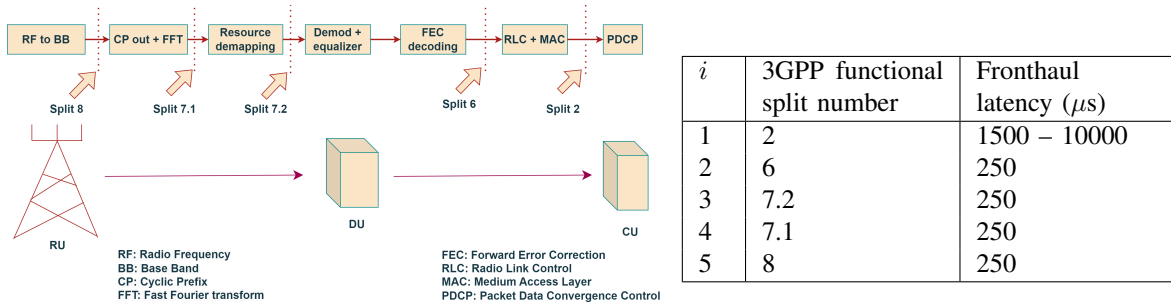 RF to BB
CP out + FFT
Resource
demapping
Demod +
equalizer
FEC
decoding
RLC + MAC
PDCP
Split 8
Split 7.1
Split 7.2
Split 6
Split 2
RU
DU
CU
RF: Radio Frequency
BB: Base Band
CP: Cyclic Prefix
FFT: Fast Fourier transform
FEC: Forward Error Correction
RLC: Radio Link Control
MAC: Medium Access Layer
PDCP: Packet Data Convergence Control
i
3GPP functional
split number
Fronthaul
latency (μs)
1 2 1500 – 10000
2 6 250
3 7.2 250
4 7.1 250
5 8 250